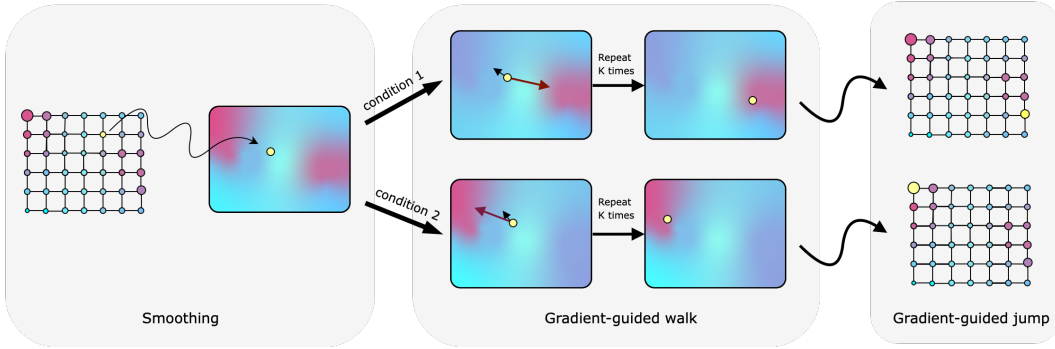 condition 1
condition 2
Repeat
K times
Repeat
K times
Smoothing
Gradient-guided walk
Gradient-guided jump